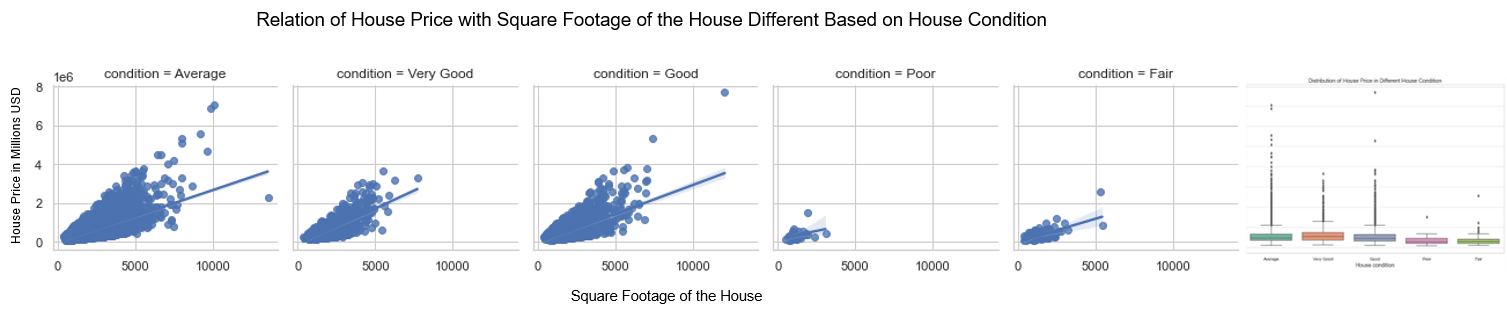 Relation of House Price with Square Footage of the House Different Based on House Condition
House Price in Millions USD
1e6
condition = Average
condition = Very Good
condition = Good
condition = Poor
condition = Fair
Distribution of House Price in Different House Condition
8
6
4
2
0
0 5000 10000
0 5000 10000
0 5000 10000
0 5000 10000
0 5000 10000
Average Very Good Good Poor Fair
House condition
Square Footage of the House